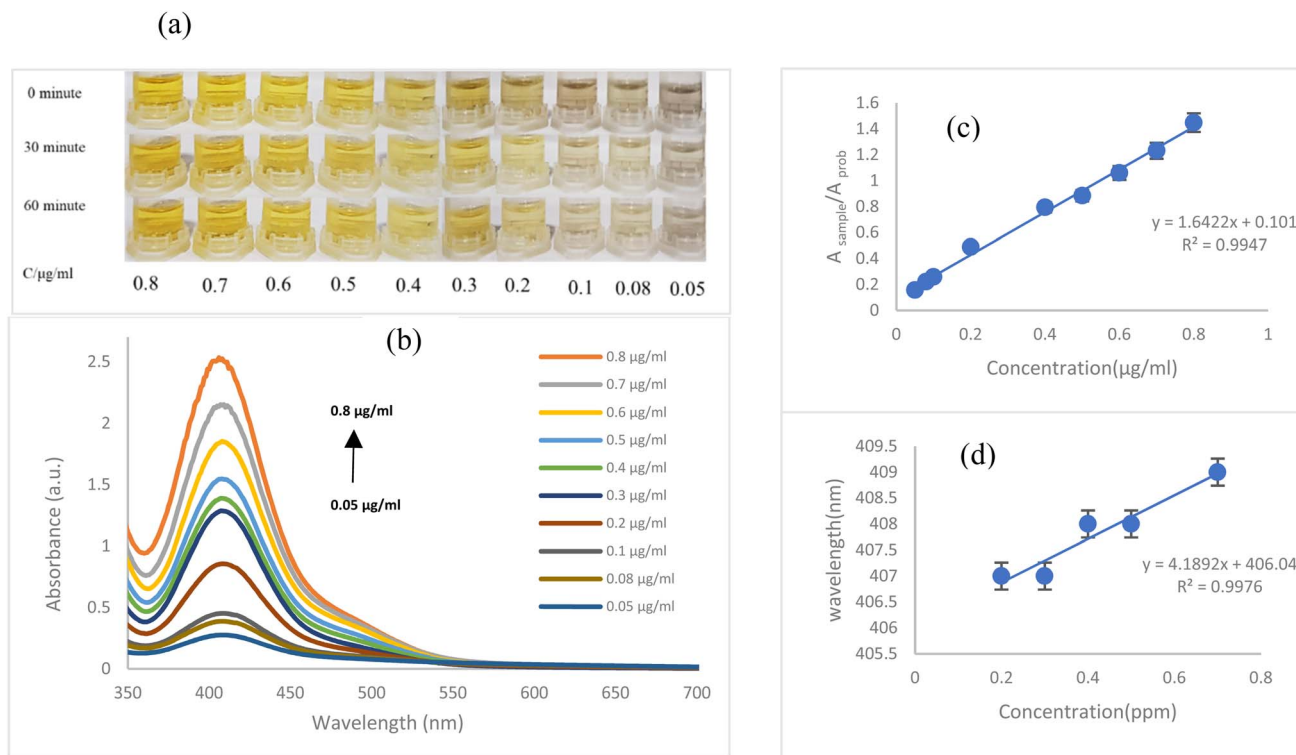 (a)
0 minute
30 minute
60 minute
C/µg/ml
0.8 0.7 0.6 0.5 0.4 0.3 0.2 0.1 0.08 0.05
(b)
Absorbance (a.u.)
2.5
2
1.5
1
0.5
0
350 400 450 500 550 600 650 700
Wavelength (nm)
0.8 µg/ml
0.05 µg/ml
0.8 µg/ml
0.7 µg/ml
0.6 µg/ml
0.5 µg/ml
0.4 µg/ml
0.3 µg/ml
0.2 µg/ml
0.1 µg/ml
0.08 µg/ml
0.05 µg/ml
(c)
A sample/A prob
1.6
1.4
1.2
1
0.8
0.6
0.4
0.2
0
0 0.2 0.4 0.6 0.8 1
y = 1.6422x + 0.101
R² = 0.9947
Concentration(µg/ml)
(d)
wavelength(nm)
409.5
409
408.5
408
407.5
407
406.5
406
405.5
0 0.2 0.4 0.6 0.8
y = 4.1892x + 406.04
R² = 0.9976
Concentration(ppm)